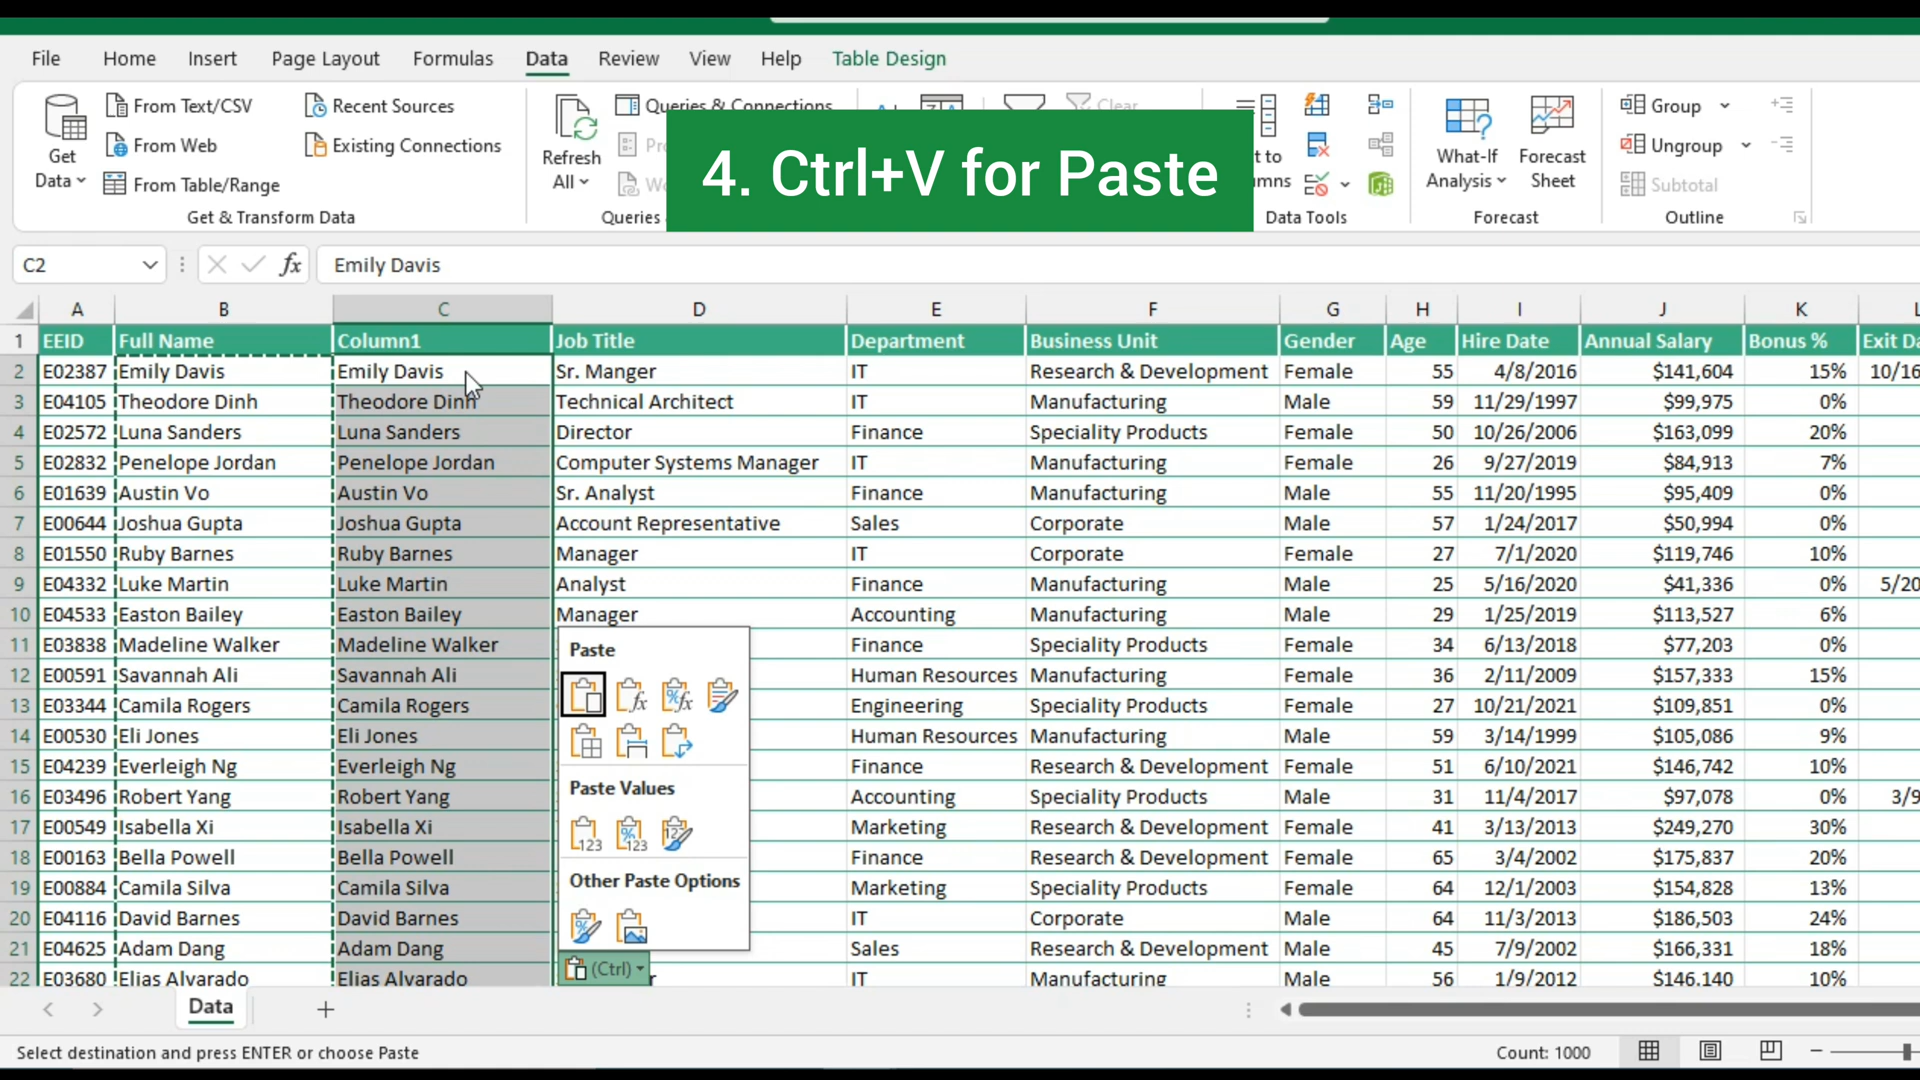 File Home Insert Page Layout Formulas Data Review View Help Table Design
From Text/CSV Recent Sources Queries & Connections Clear Group
Get From Web Existing Connections Refresh What-If Forecast Ungroup
Data From Table/Range All Analysis Sheet Subtotal
Get & Transform Data Queries Data Tools Forecast Outline
4. Ctrl+V for Paste
C2 fx Emily Davis
A B C D E F G H I J K
1 EEID Full Name Column1 Job Title Department Business Unit Gender Age Hire Date Annual Salary Bonus % Exit
2 E02387 Emily Davis Emily Davis Sr. Manger IT Research & Development Female 55 4/8/2016 $141,604 15% 10/16
3 E04105 Theodore Dinh Theodore Dinh Technical Architect IT Manufacturing Male 59 11/29/1997 $99,975 0%
4 E02572 Luna Sanders Luna Sanders Director Finance Speciality Products Female 50 10/26/2006 $163,099 20%
5 E02832 Penelope Jordan Penelope Jordan Computer Systems Manager IT Manufacturing Female 26 9/27/2019 $84,913 7%
6 E01639 Austin Vo Austin Vo Sr. Analyst Finance Manufacturing Male 55 11/20/1995 $95,409 0%
7 E00644 Joshua Gupta Joshua Gupta Account Representative Sales Corporate Male 57 1/24/2017 $50,994 0%
8 E01550 Ruby Barnes Ruby Barnes Manager IT Corporate Female 27 7/1/2020 $119,746 10%
9 E04332 Luke Martin Luke Martin Analyst Finance Manufacturing Male 25 5/16/2020 $41,336 0% 5/20
10 E04533 Easton Bailey Easton Bailey Manager Accounting Manufacturing Male 29 1/25/2019 $113,527 6%
11 E03838 Madeline Walker Madeline Walker Finance Speciality Products Female 34 6/13/2018 $77,203 0%
12 E00591 Savannah Ali Savannah Ali Human Resources Manufacturing Female 36 2/11/2009 $157,333 15%
13 E03344 Camila Rogers Camila Rogers Engineering Speciality Products Female 27 10/21/2021 $109,851 0%
14 E00530 Eli Jones Eli Jones Human Resources Manufacturing Male 59 3/14/1999 $105,086 9%
15 E04239 Everleigh Ng Everleigh Ng Finance Research & Development Female 51 6/10/2021 $146,742 10%
16 E03496 Robert Yang Robert Yang Accounting Speciality Products Male 31 11/4/2017 $97,078 0% 3/9
17 E00549 Isabella Xi Isabella Xi Marketing Research & Development Female 41 3/13/2013 $249,270 30%
18 E00163 Bella Powell Bella Powell Finance Research & Development Female 65 3/4/2002 $175,837 20%
19 E00884 Camila Silva Camila Silva Marketing Speciality Products Female 64 12/1/2003 $154,828 13%
20 E04116 David Barnes David Barnes IT Corporate Male 64 11/3/2013 $186,503 24%
21 E04625 Adam Dang Adam Dang Sales Research & Development Male 45 7/9/2002 $166,331 18%
22 E03680 Elias Alvarado Elias Alvarado IT Manufacturing Male 56 1/9/2012 $146,140 10%
Paste
Paste Values
Other Paste Options
(Ctrl)
Data
Select destination and press ENTER or choose Paste Count: 1000